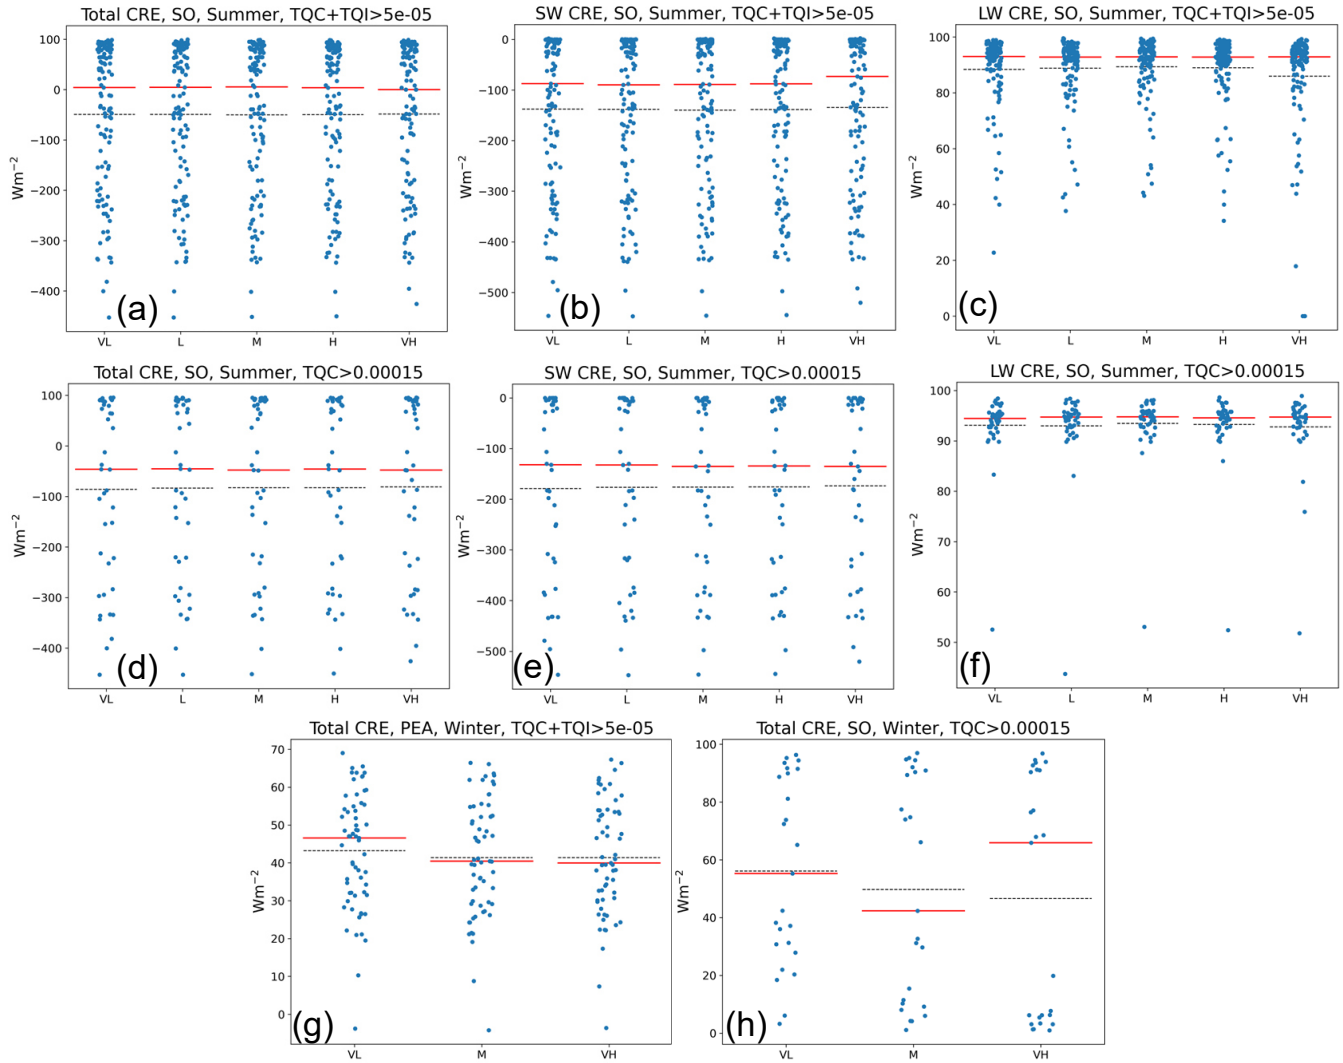 Total CRE, SO, Summer, TQC+TQI>5e-05
Wm−2
100
0
−100
−200
−300
−400
(a)
VL L M H VH
SW CRE, SO, Summer, TQC+TQI>5e-05
Wm−2
0
−100
−200
−300
−400
−500
(b)
VL L M H VH
LW CRE, SO, Summer, TQC+TQI>5e-05
Wm−2
100
80
60
40
20
0
(c)
VL L M H VH
Total CRE, SO, Summer, TQC>0.00015
Wm−2
100
0
−100
−200
−300
−400
(d)
VL L M H VH
SW CRE, SO, Summer, TQC>0.00015
Wm−2
0
−100
−200
−300
−400
−500
(e)
VL L M H VH
LW CRE, SO, Summer, TQC>0.00015
Wm−2
100
90
80
70
60
50
(f)
VL L M H VH
Total CRE, PEA, Winter, TQC+TQI>5e-05
Wm−2
70
60
50
40
30
20
10
0
(g)
VL M VH
Total CRE, SO, Winter, TQC>0.00015
Wm−2
100
80
60
40
20
0
(h)
VL M VH